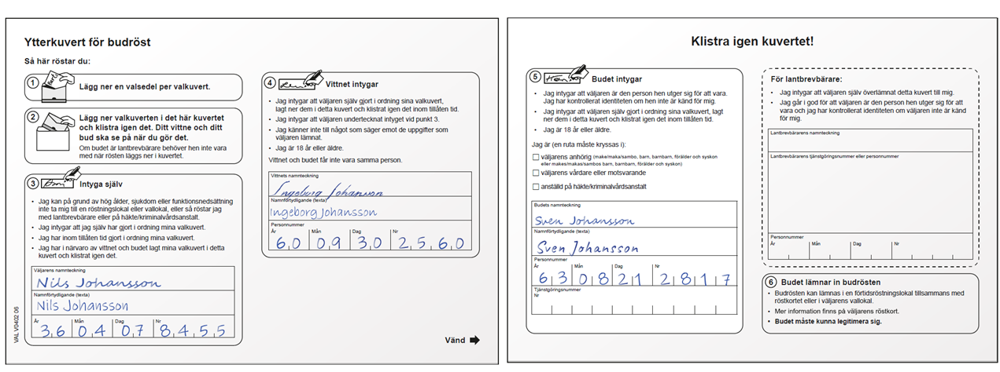 Ytterkuvert för budröst
Så här röstar du:
1
Lägg ner en valsedel per valkuvert.
2
Lägg ner valkuverten i det här kuvertet
och klistra igen det. Ditt vittne och ditt
bud ska se på när du gör det.
Om budet är lantbrevbärare behöver hen inte vara
med när rösten läggs ner i kuvertet.
3
Intyga själv
• Jag kan på grund av hög ålder, sjukdom eller funktionsnedsättning
inte ta mig till en röstningslokal eller vallokal, eller så röstar jag
med lantbrevbärare eller på häkte/kriminalvårdsanstalt.
• Jag intygar att jag själv har gjort i ordning mina valkuvert.
• Jag har inom tillåten tid gjort i ordning mina valkuvert.
• Jag har i närvaro av vittnet och budet lagt mina valkuvert i detta
kuvert och klistrat igen det.
Väljarens namnteckning
Nils Johansson
Namnförtydligande (texta)
Nils Johansson
År Mån Dag Nr
3 6 0 4 0 7 8 4 5 5
VAL V0402 06
4
Vittnet intygar
• Jag intygar att väljaren själv gjort i ordning sina valkuvert,
lagt ner dem i detta kuvert och klistrat igen det inom tillåten tid.
• Jag intygar att väljaren undertecknat intyget vid punkt 3.
• Jag känner inte till något som säger emot de uppgifter som
väljaren lämnat.
• Jag är 18 år eller äldre.
Vittnet och budet får inte vara samma person.
Vittnets namnteckning
Ingeborg Johansson
Namnförtydligande (texta)
Ingeborg Johansson
Personnummer
År Mån Dag Nr
6 0 0 9 3 0 2 5 6 0
Vänd
Klistra igen kuvertet!
5
Budet intygar
• Jag intygar att väljaren är den person hen utger sig för att vara.
Jag har kontrollerat identiteten om hen inte är känd för mig.
• Jag intygar att väljaren själv gjort i ordning sina valkuvert, lagt
ner dem i detta kuvert och klistrat igen det inom tillåten tid.
• Jag är 18 år eller äldre.
Jag är (en ruta måste kryssas i):
väljarens anhörig (make/maka/sambo, barn, barnbarn, förälder och syskon
eller makes/makas/sambos barn, barnbarn, förälder och syskon)
väljarens vårdare eller motsvarande
anställd på häkte/kriminalvårdsanstalt
Budets namnteckning
Sven Johansson
Namnförtydligande (texta)
Sven Johansson
Personnummer
År Mån Dag Nr
6 3 0 8 2 1 2 8 1 7
Tjänstgöringsnummer
Nr
För lantbrevbärare:
• Jag intygar att väljaren själv överlämnat detta kuvert till mig.
• Jag går i god för att väljaren är den person hen utger sig för att
vara och jag har kontrollerat identiteten om väljaren inte är känd
för mig.
Lantbrevbärarens namnteckning
Lantbrevbärarens tjänstgöringsnummer eller personnummer
Personnummer
År Mån Dag Nr
6
Budet lämnar in budrösten
• Budrösten kan lämnas i en förtidsröstningslokal tillsammans med
röstkortet eller i väljarens vallokal.
• Mer information finns på väljarens röstkort.
• Budet måste kunna legitimera sig.